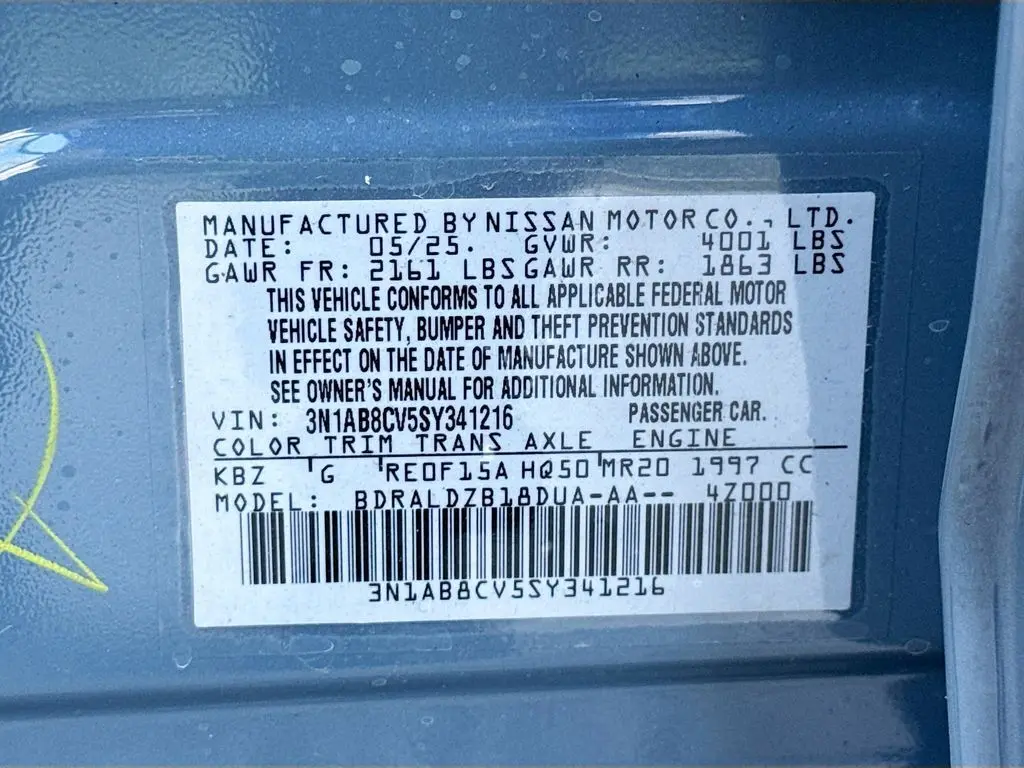 MANUFACTURED BY NISSAN MOTOR CO., LTD.
DATE: 05/25. GVWR: 4001 LBS
GAWR FR: 2161 LBS GAWR RR: 1863 LBS
THIS VEHICLE CONFORMS TO ALL APPLICABLE FEDERAL MOTOR
VEHICLE SAFETY, BUMPER AND THEFT PREVENTION STANDARDS
IN EFFECT ON THE DATE OF MANUFACTURE SHOWN ABOVE.
SEE OWNER'S MANUAL FOR ADDITIONAL INFORMATION.
VIN: 3N1AB8CV5SY341216 PASSENGER CAR.
COLOR TRIM TRANS AXLE ENGINE
KBZ G RE0F15A HQ50 MR20 1997 CC
MODEL: BDRALDZB18DUA-AA-- 4Z000
3N1AB8CV5SY341216